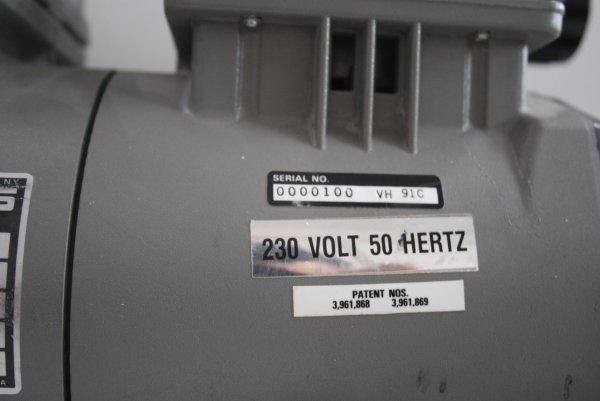 SERIAL NO.
0000100 VH 91C
230 VOLT 50 HERTZ
PATENT NOS.
3,961,868 3,961,869